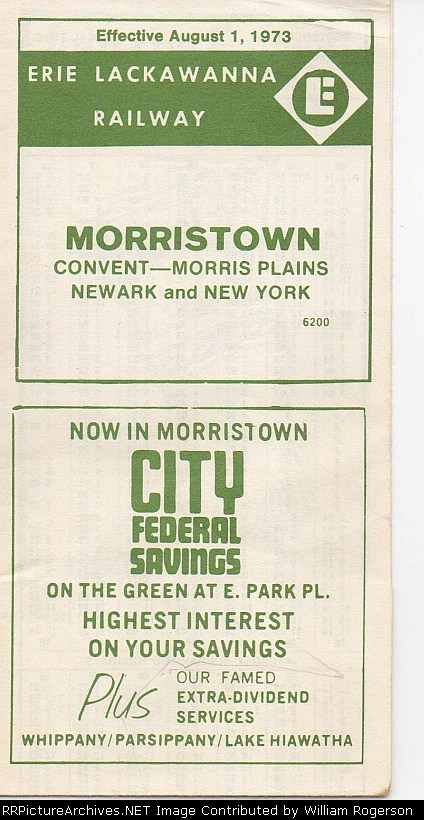 Effective August 1, 1973
ERIE LACKAWANNA
RAILWAY
E
MORRISTOWN
CONVENT—MORRIS PLAINS
NEWARK and NEW YORK
6200
NOW IN MORRISTOWN
CITY
FEDERAL
SAVINGS
ON THE GREEN AT E. PARK PL.
HIGHEST INTEREST
ON YOUR SAVINGS
Plus OUR FAMED
EXTRA-DIVIDEND
SERVICES
WHIPPANY/PARSIPPANY/LAKE HIAWATHA
RRPictureArchives.NET Image Contributed by William Rogerson